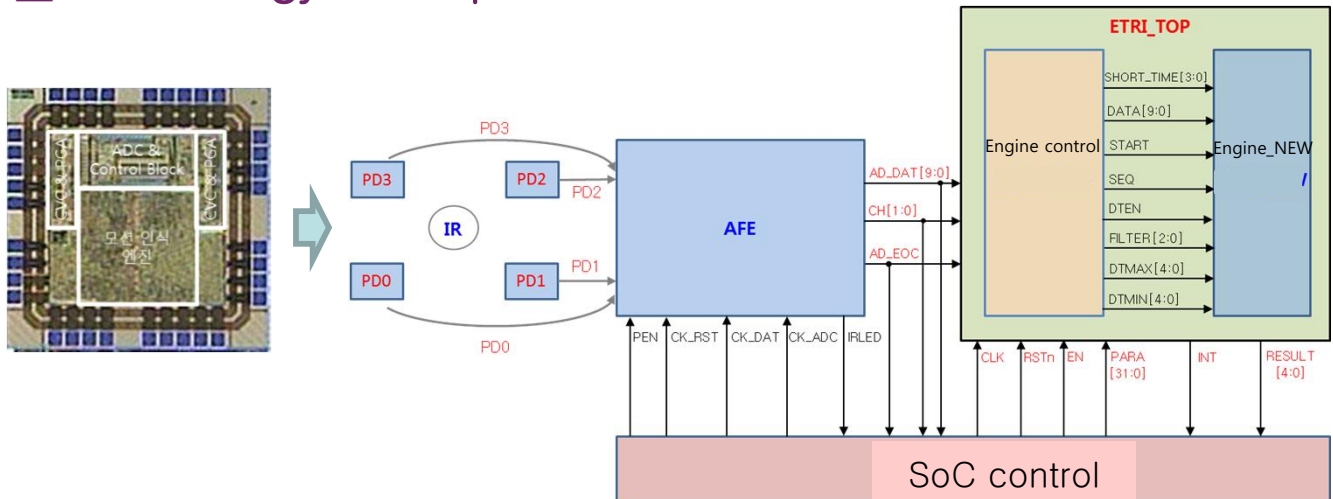 ETRI_TOP
CVC & PGA
ADC &
Control Block
CVC & PGA
모션 인식
엔진
PD3
PD3
PD2
PD2
IR
PD0
PD1
PD1
PD0
AFE
AD_DAT[9:0]
CH[1:0]
AD_EOC
Engine control
SHORT_TIME[3:0]
DATA[9:0]
START
SEQ
DTEN
FILTER[2:0]
DTMAX[4:0]
DTMIN[4:0]
Engine_NEW
PEN
CK_RST
CK_DAT
CK_ADC
IRLED
CLK
RSTn
EN
PARA
[31:0]
INT
RESULT
[4:0]
SoC control